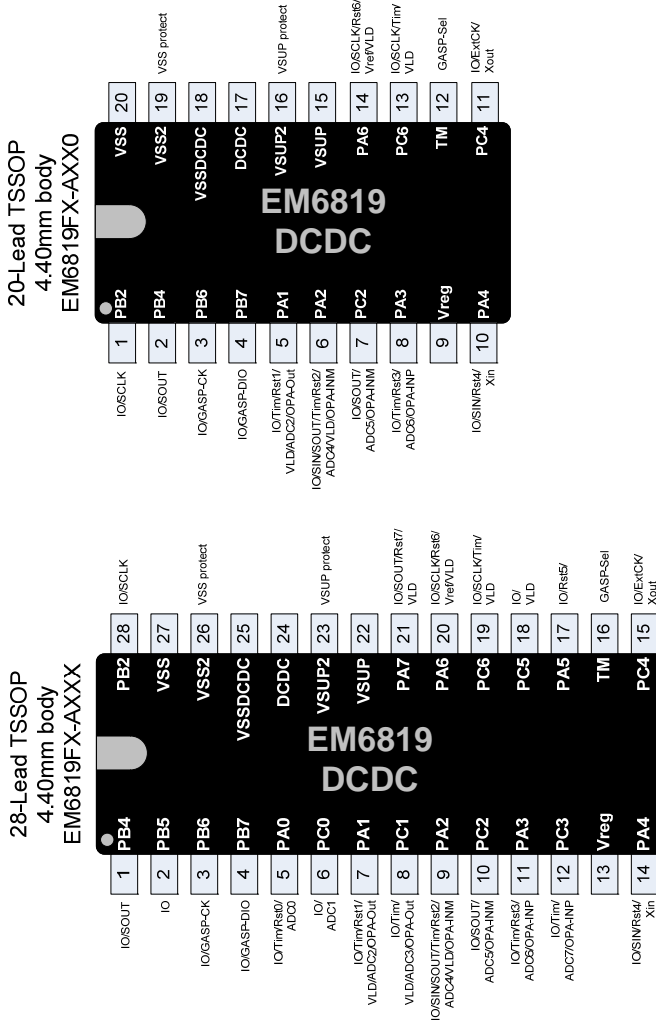 20-Lead TSSOP
4.40mm body
EM6819FX-AXX0
VSS protect
VSUP protect
IO/SCLK/Rst6/
Vref/VLD
IO/SCLK/Tim/
VLD
GASP-Sel
IO/ExtCK/
Xout
20
19
18
17
16
15
14
13
12
11
VSS
VSS2
VSSDCDC
DCDC
VSUP2
VSUP
PA6
PC6
TM
PC4
EM6819
DCDC
PB2
PB4
PB6
PB7
PA1
PA2
PC2
PA3
Vreg
PA4
1
2
3
4
5
6
7
8
9
10
IO/SCLK
IO/SOUT
IO/GASP-CK
IO/GASP-DIO
IO/Tim/Rst1/
VLD/ADC2/OPA-Out
IO/SIN/SOUT/Tim/Rst2/
ADC4/VLD/OPA-INM
IO/SOUT/
ADC5/OPA-INM
IO/Tim/Rst3/
ADC6/OPA-INP
IO/SIN/Rst4/
Xin
28-Lead TSSOP
4.40mm body
EM6819FX-AXXX
IO/SCLK
VSS protect
VSUP protect
IO/SOUT/Rst7/
VLD
IO/SCLK/Rst6/
Vref/VLD
IO/SCLK/Tim/
VLD
IO/
VLD
IO/Rst5/
GASP-Sel
IO/ExtCK/
Xout
28
27
26
25
24
23
22
21
20
19
18
17
16
15
PB2
VSS
VSS2
VSSDCDC
DCDC
VSUP2
VSUP
PA7
PA6
PC6
PC5
PA5
TM
PC4
EM6819
DCDC
PB4
PB5
PB6
PB7
PA0
PC0
PA1
PC1
PA2
PC2
PA3
PC3
Vreg
PA4
1
2
3
4
5
6
7
8
9
10
11
12
13
14
IO/SOUT
IO
IO/GASP-CK
IO/GASP-DIO
IO/Tim/Rst0/
ADC0
IO/
ADC1
IO/Tim/Rst1/
VLD/ADC2/OPA-Out
IO/Tim/
VLD/ADC3/OPA-Out
IO/SIN/SOUT/Tim/Rst2/
ADC4/VLD/OPA-INM
IO/SOUT/
ADC5/OPA-INM
IO/Tim/Rst3/
ADC6/OPA-INP
IO/Tim/
ADC7/OPA-INP
IO/SIN/Rst4/
Xin